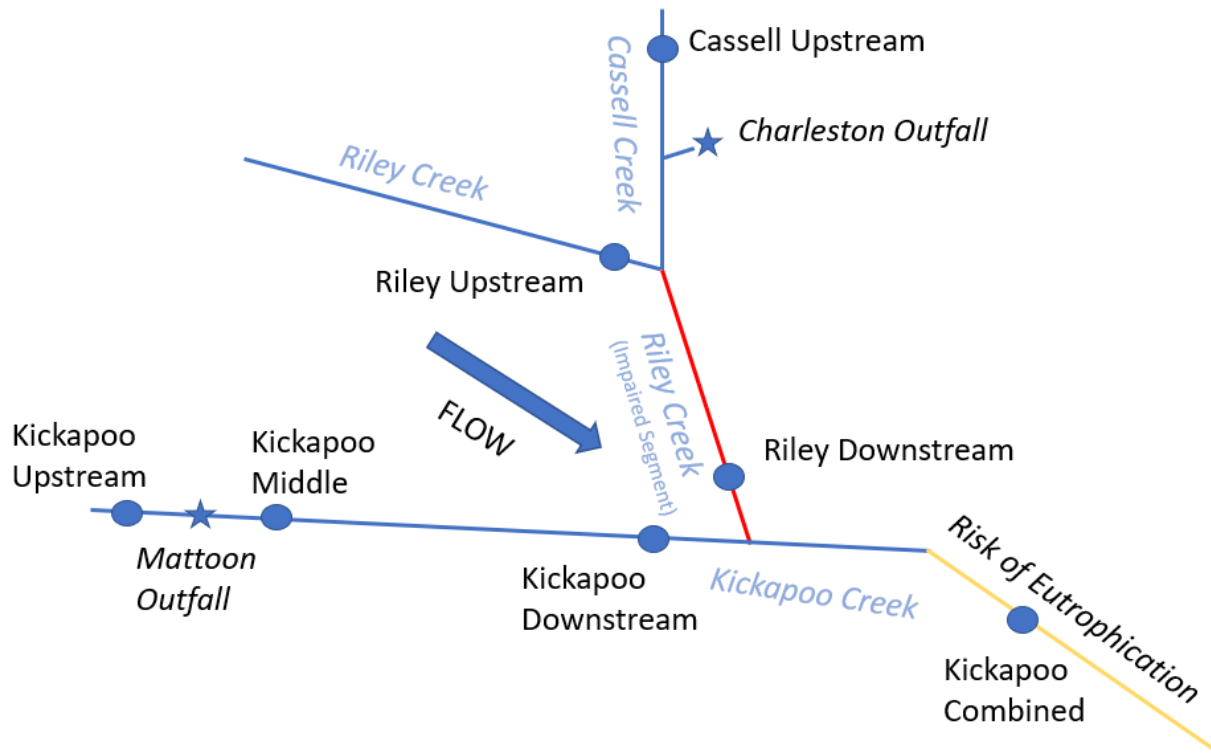 Cassell Upstream
Cassell Creek
Charleston Outfall
Riley Creek
Riley Upstream
Riley Creek
(Impaired Segment)
FLOW
Kickapoo
Upstream
Kickapoo
Middle
Riley Downstream
Mattoon
Outfall
Kickapoo
Downstream
Kickapoo Creek
Risk of Eutrophication
Kickapoo
Combined